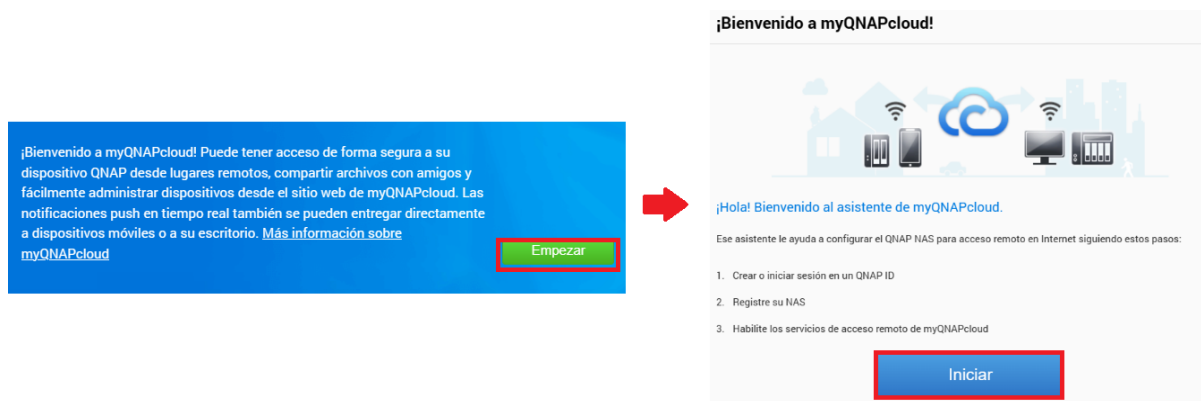 ¡Bienvenido a myQNAPcloud! Puede tener acceso de forma segura a su
dispositivo QNAP desde lugares remotos, compartir archivos con amigos y
fácilmente administrar dispositivos desde el sitio web de myQNAPcloud. Las
notificaciones push en tiempo real también se pueden entregar directamente
a dispositivos móviles o a su escritorio. Más información sobre
myQNAPcloud
Empezar
¡Bienvenido a myQNAPcloud!
¡Hola! Bienvenido al asistente de myQNAPcloud.
Ese asistente le ayuda a configurar el QNAP NAS para acceso remoto en Internet siguiendo estos pasos:
1. Crear o iniciar sesión en un QNAP ID
2. Registre su NAS
3. Habilite los servicios de acceso remoto de myQNAPcloud
Iniciar